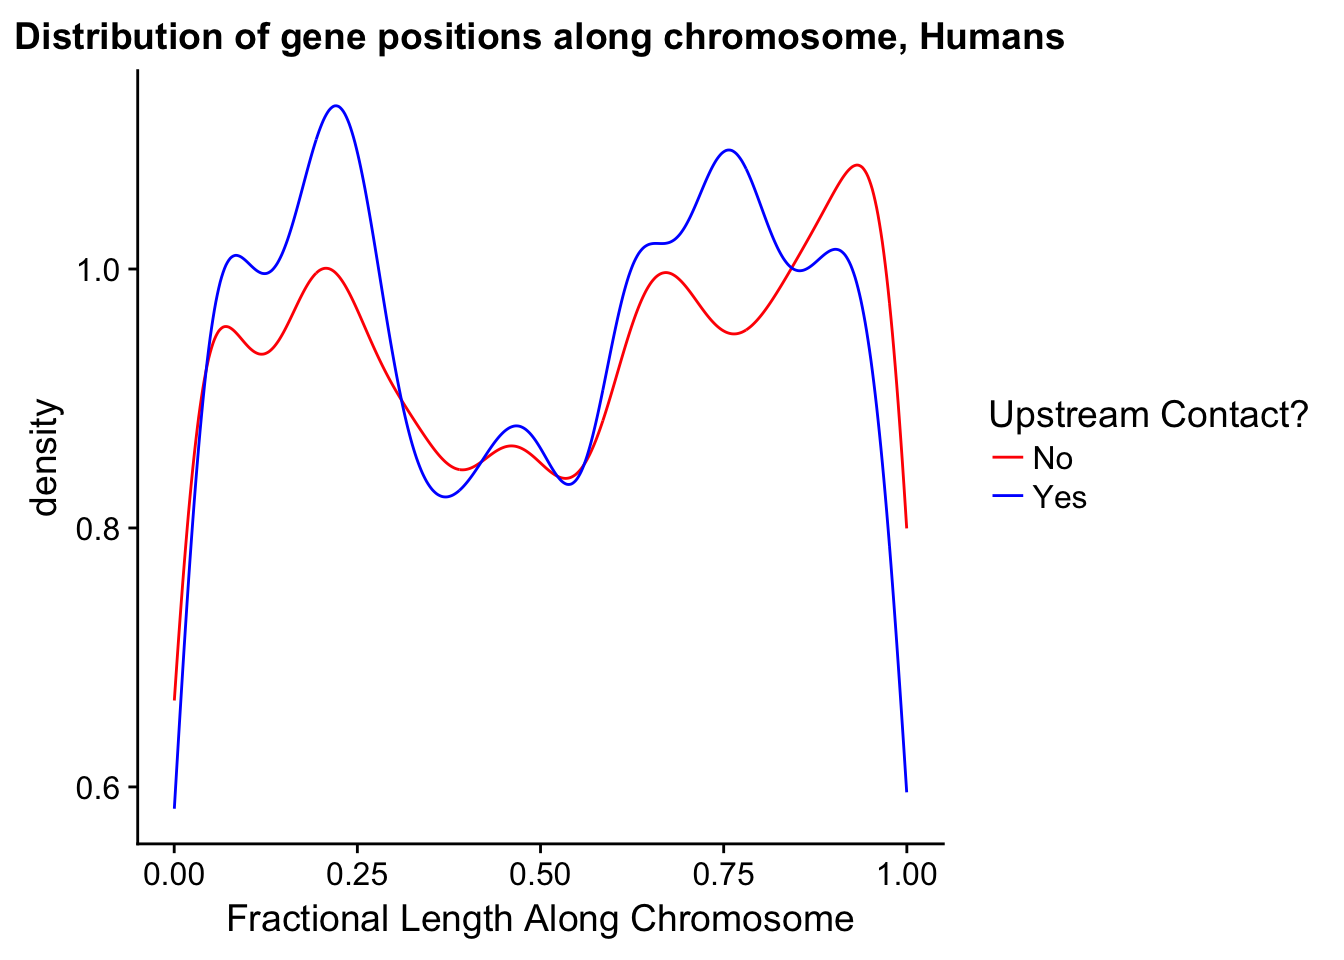 Distribution of gene positions along chromosome, Humans
density
1.0
0.8
0.6
0.00 0.25 0.50 0.75 1.00
Fractional Length Along Chromosome
Upstream Contact?
No
Yes